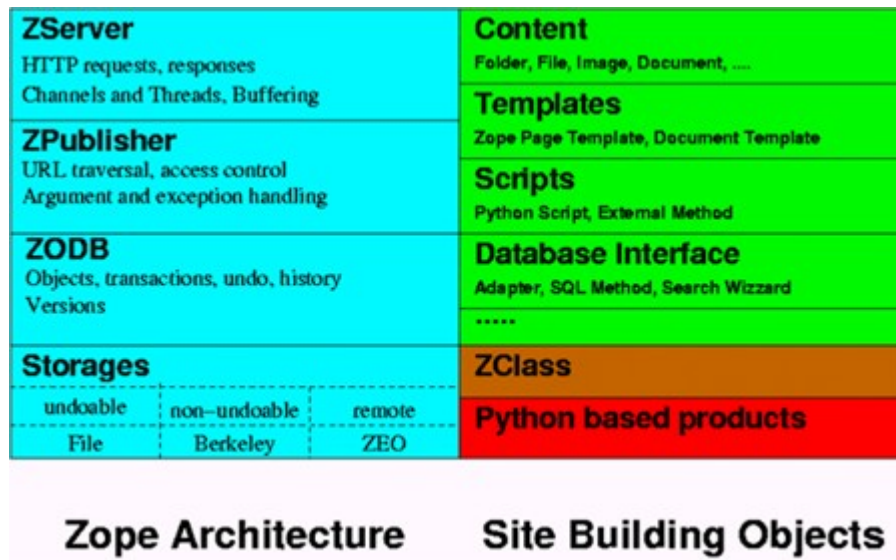 ZServer
HTTP requests, responses
Channels and Threads, Buffering
ZPublisher
URL traversal, access control
Argument and exception handling
ZODB
Objects, transactions, undo, history
Versions
Storages
undoable non–undoable remote
File Berkeley ZEO
Zope Architecture
Content
Folder, File, Image, Document, ....
Templates
Zope Page Template, Document Template
Scripts
Python Script, External Method
Database Interface
Adapter, SQL Method, Search Wizzard
.....
ZClass
Python based products
Site Building Objects